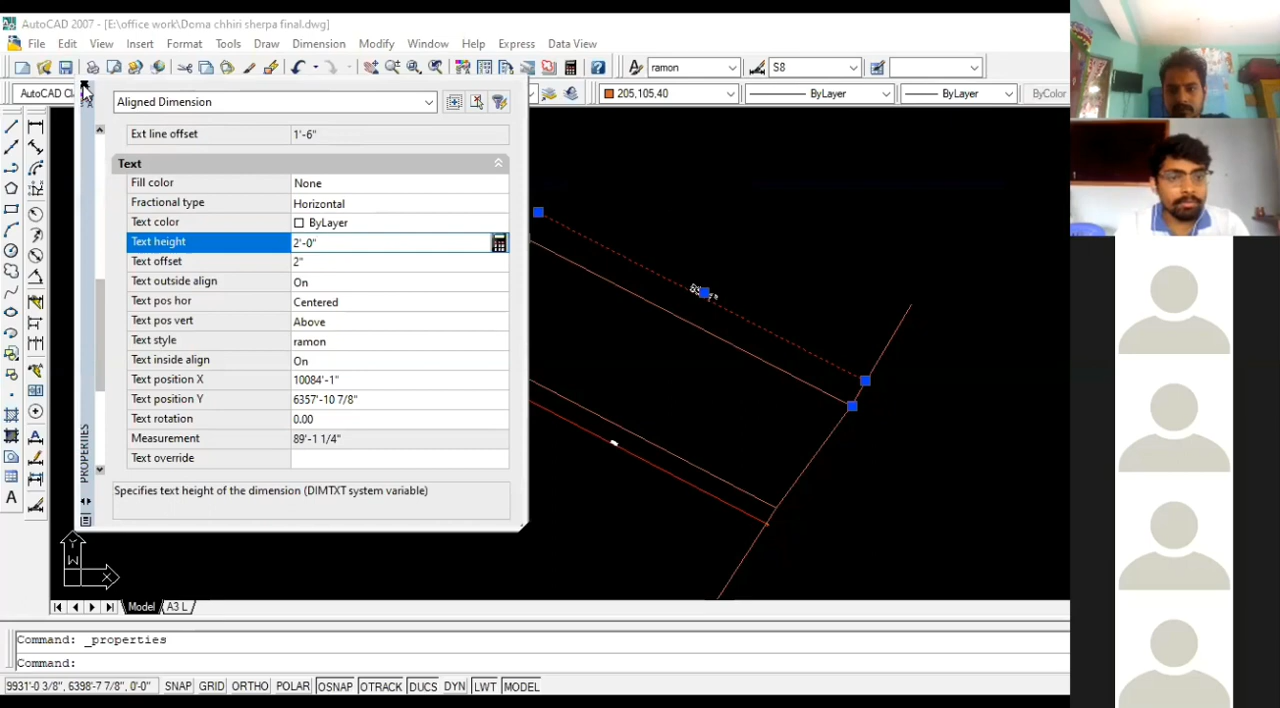 AutoCAD 2007 - [E:\office work\Doma chhiri sherpa final.dwg]
File Edit View Insert Format Tools Draw Dimension Modify Window Help Express Data View
ramon S8
AutoCAD Cl 205,105,40 ByLayer ByLayer ByColor
Aligned Dimension
Ext line offset 1'-6"
Text
Fill color None
Fractional type Horizontal
Text color ByLayer
Text height 2'-0"
Text offset 2"
Text outside align On
Text pos hor Centered
Text pos vert Above
Text style ramon
Text inside align On
Text position X 10084'-1"
Text position Y 6357'-10 7/8"
Text rotation 0.00
Measurement 89'-1 1/4"
Text override
Specifies text height of the dimension (DIMTXT system variable)
PROPERTIES
Y
W
X
Model A3 L
Command: _properties
Command:
9931'-0 3/8", 6398'-7 7/8", 0'-0" SNAP GRID ORTHO POLAR OSNAP OTRACK DUCS DYN LWT MODEL